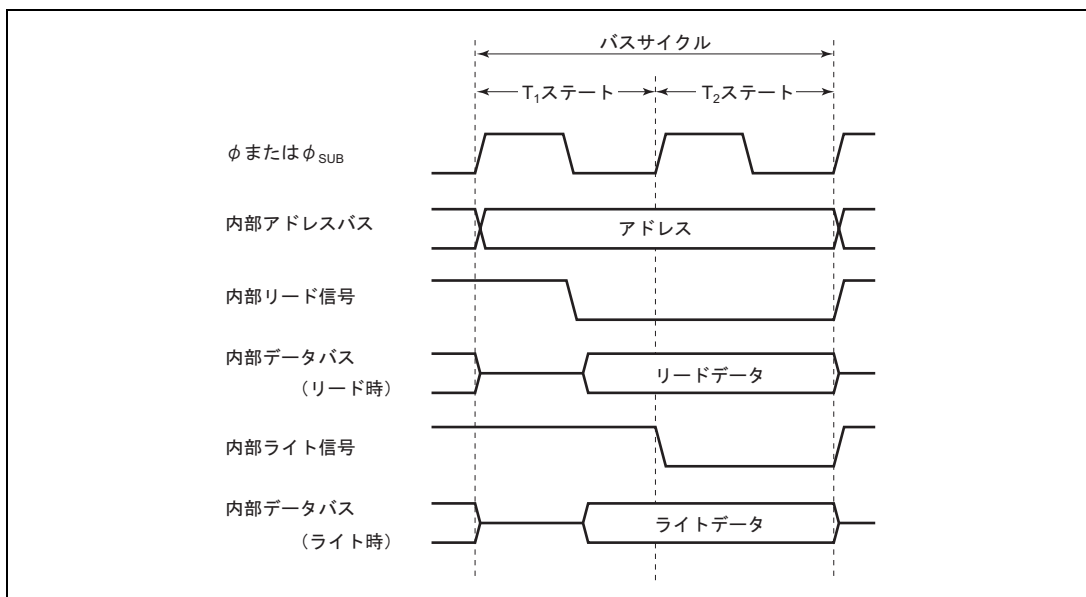 バスサイクル
T₁ステート T₂ステート
φまたはφSUB
内部アドレスバス アドレス
内部リード信号
内部データバス
（リード時） リードデータ
内部ライト信号
内部データバス
（ライト時） ライトデータ